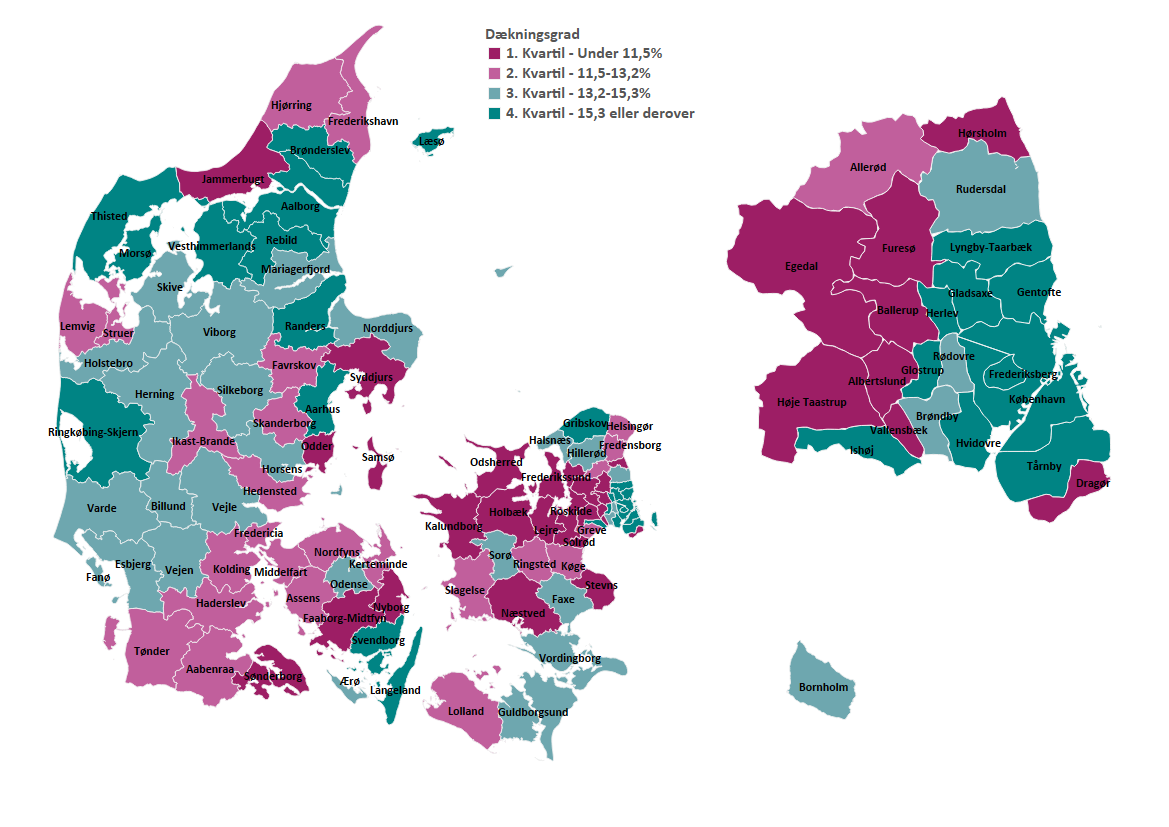 Dækningsgrad
1. Kvartil - Under 11,5%
2. Kvartil - 11,5-13,2%
3. Kvartil - 13,2-15,3%
4. Kvartil - 15,3 eller derover
Hjørring
Frederikshavn
Læsø
Brønderslev
Jammerbugt
Thisted
Aalborg
Morsø
Vesthimmerlands
Rebild
Mariagerfjord
Skive
Lemvig
Struer
Viborg
Randers
Norddjurs
Holstebro
Favrskov
Syddjurs
Herning
Silkeborg
Aarhus
Skanderborg
Ringkøbing-Skjern
Ikast-Brande
Odder
Samsø
Horsens
Hedensted
Varde
Billund
Vejle
Fredericia
Esbjerg
Fanø
Vejen
Kolding
Middelfart
Nordfyns
Kerteminde
Odense
Haderslev
Assens
Nyborg
Faaborg-Midtfyn
Svendborg
Tønder
Aabenraa
Sønderborg
Ærø
Langeland
Gribskov
Helsingør
Halsnæs
Hillerød
Fredensborg
Odsherred
Frederikssund
Kalundborg
Holbæk
Roskilde
Lejre
Greve
Solrød
Sorø
Ringsted
Køge
Slagelse
Stevns
Næstved
Faxe
Vordingborg
Lolland
Guldborgsund
Hørsholm
Allerød
Rudersdal
Furesø
Lyngby-Taarbæk
Egedal
Gladsaxe
Gentofte
Ballerup
Herlev
Rødovre
Glostrup
Frederiksberg
Albertslund
København
Høje Taastrup
Brøndby
Vallensbæk
Hvidovre
Ishøj
Tårnby
Dragør
Bornholm